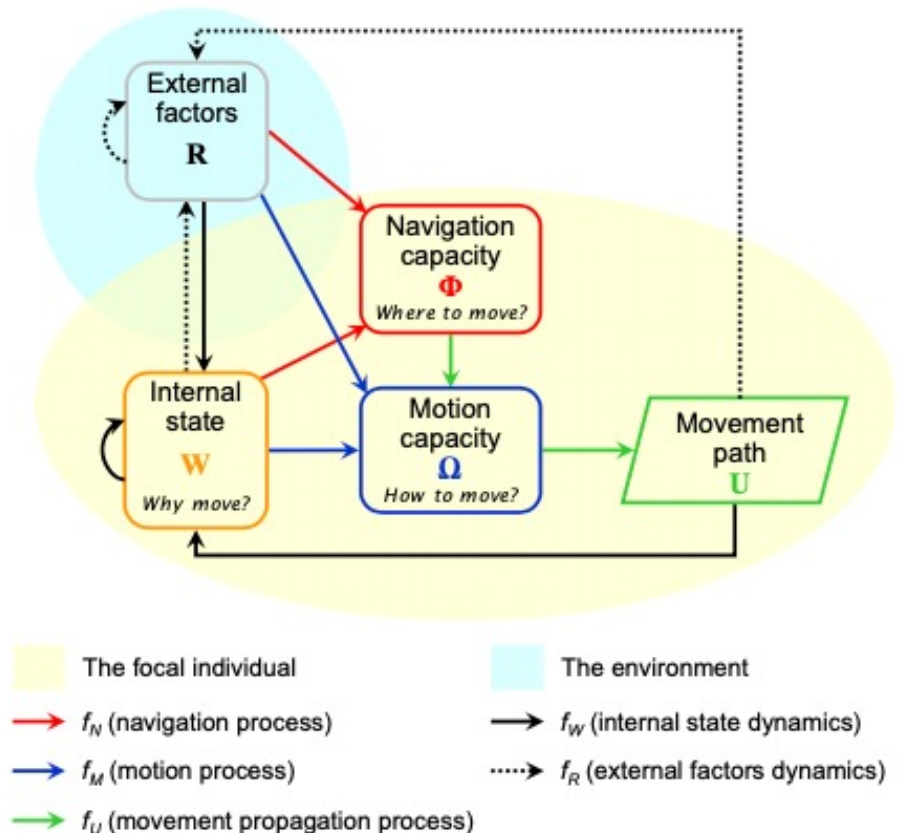 External
factors
R
Navigation
capacity
Φ
Where to move?
Internal
state
W
Why move?
Motion
capacity
Ω
How to move?
Movement
path
U
The focal individual
The environment
f_N (navigation process)
f_W (internal state dynamics)
f_M (motion process)
f_R (external factors dynamics)
f_U (movement propagation process)